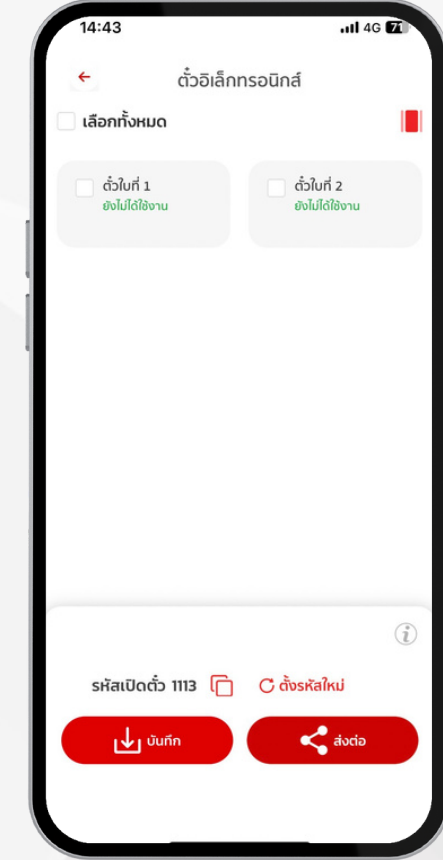 14:43 4G 71
ตั๋วอิเล็กทรอนิกส์
เลือกทั้งหมด
ตั๋วใบที่ 1 ตั๋วใบที่ 2
ยังไม่ได้ใช้งาน ยังไม่ได้ใช้งาน
รหัสเปิดตั๋ว 1113 ตั้งรหัสใหม่
บันทึก ส่งต่อ